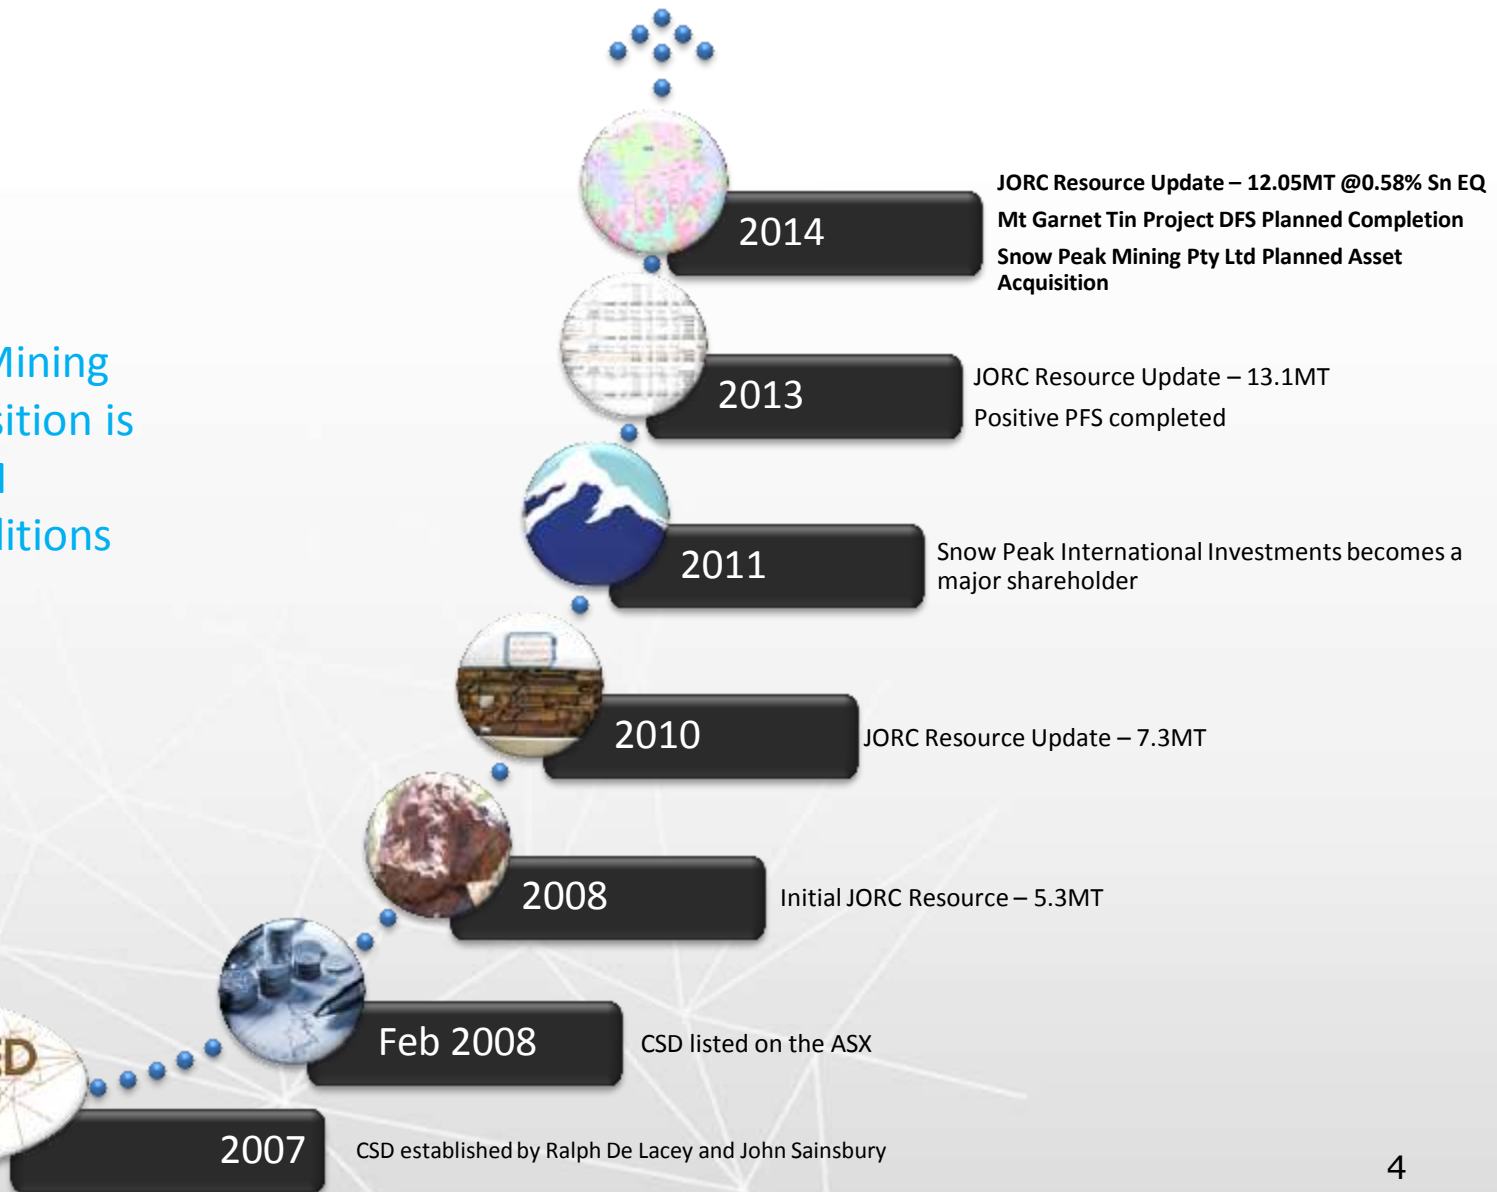 2014
JORC Resource Update – 12.05MT @0.58% Sn EQ
Mt Garnet Tin Project DFS Planned Completion
Snow Peak Mining Pty Ltd Planned Asset
Acquisition
2013
JORC Resource Update – 13.1MT
Positive PFS completed
Mining
sition is
ditions
2011
Snow Peak International Investments becomes a
major shareholder
2010
JORC Resource Update – 7.3MT
2008
Initial JORC Resource – 5.3MT
Feb 2008
CSD listed on the ASX
2007
CSD established by Ralph De Lacey and John Sainsbury
4